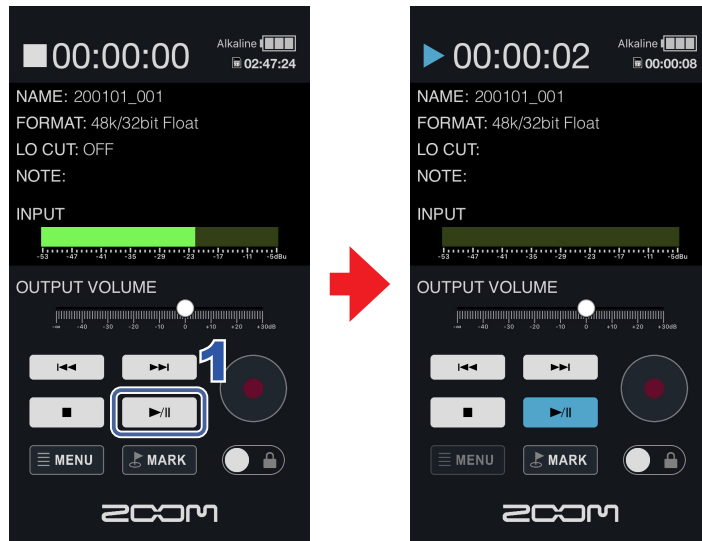 00:00:00
Alkaline
02:47:24
NAME: 200101_001
FORMAT: 48k/32bit Float
LO CUT: OFF
NOTE:
INPUT
-53 -47 -41 -35 -29 -23 -17 -11 -5dBu
OUTPUT VOLUME
-∞ -40 -30 -20 -10 0 +10 +20 +30dB
1
MENU
MARK
ZOOM
00:00:02
Alkaline
00:00:08
NAME: 200101_001
FORMAT: 48k/32bit Float
LO CUT:
NOTE:
INPUT
-53 -47 -41 -35 -29 -23 -17 -11 -5dBu
OUTPUT VOLUME
-∞ -40 -30 -20 -10 0 +10 +20 +30dB
MENU
MARK
ZOOM